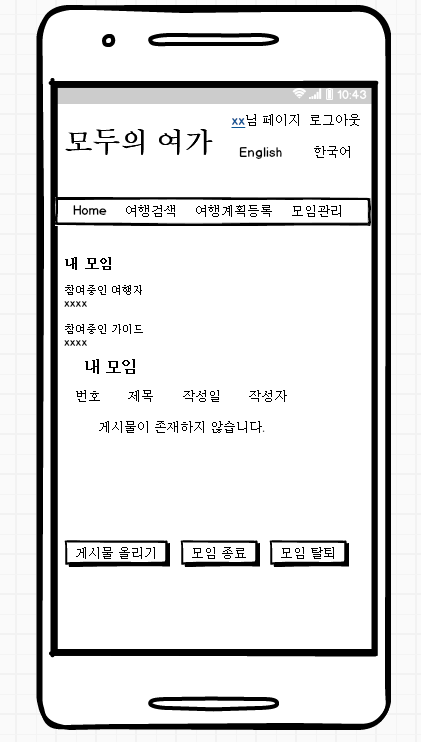 10:43
xx님 페이지 로그아웃
모두의 여가
English 한국어
Home 여행검색 여행계획등록 모임관리
내 모임
참여중인 여행자
xxxx
참여중인 가이드
xxxx
내 모임
번호 제목 작성일 작성자
게시물이 존재하지 않습니다.
게시물 올리기 모임 종료 모임 탈퇴